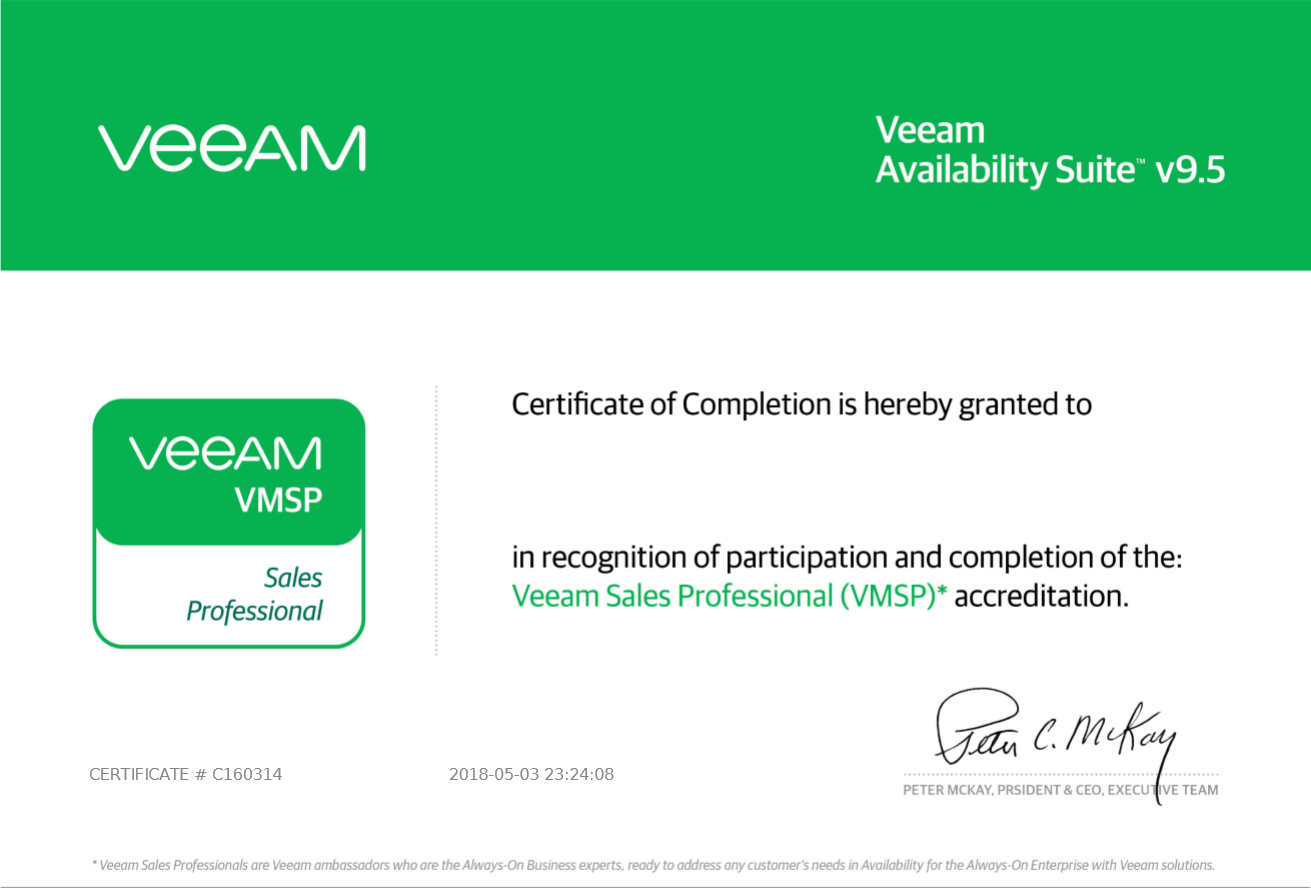 VEEAM
Veeam
Availability Suite™ v9.5
Certificate of Completion is hereby granted to
VEEAM
VMSP
Sales
Professional
in recognition of participation and completion of the:
Veeam Sales Professional (VMSP)* accreditation.
Peter C. McKay
CERTIFICATE # C160314
2018-05-03 23:24:08
PETER MCKAY, PRSIDENT & CEO, EXECUTIVE TEAM
* Veeam Sales Professionals are Veeam ambassadors who are the Always-On Business experts, ready to address any customer's needs in Availability for the Always-On Enterprise with Veeam solutions.